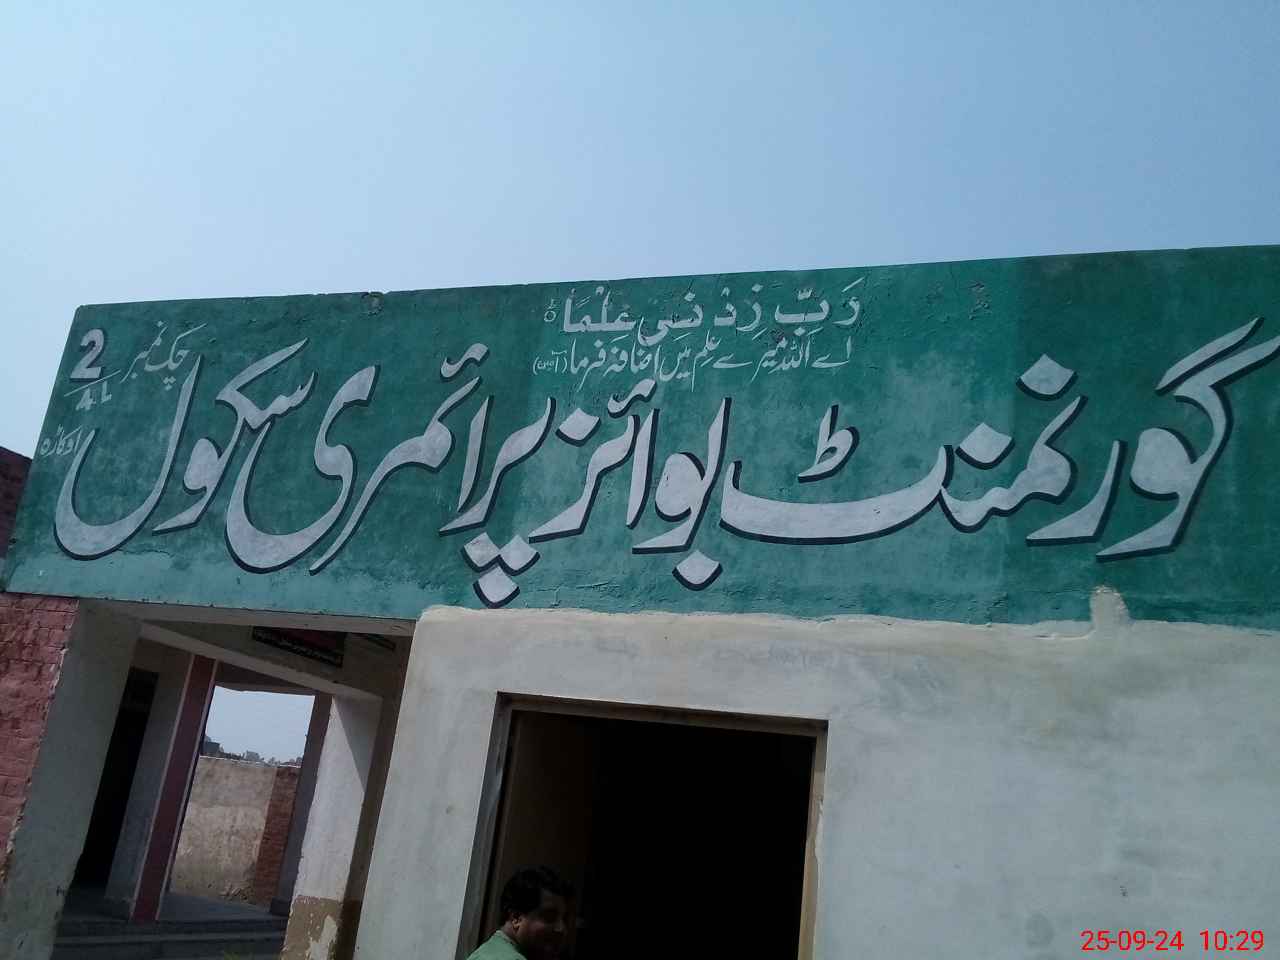 رَبِّ زِدْ نِی عِلْمًا ط
اے اللہ میرے علم میں اضافہ فرما (آمین)
گورنمنٹ بوائز پرائمری سکول
چک نمبر 2/4L
اوکاڑہ
25-09-24 10:29